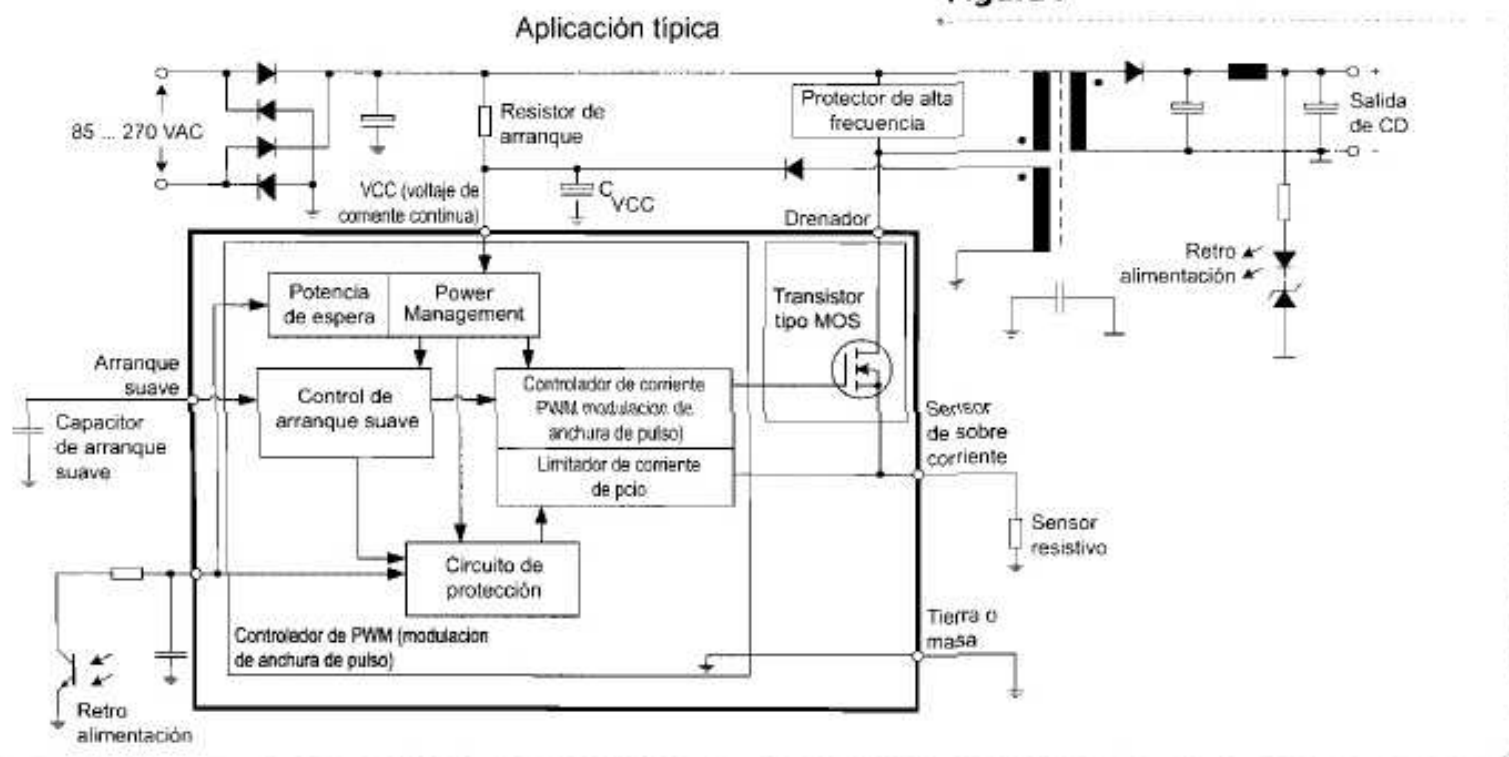 Aplicación típica
85 ... 270 VAC
Resistor de
arranque
Protector de alta
frecuencia
+
Salida
de CD
-
VCC (voltaje de
corriente continua)
C
VCC
Drenador
Retro
alimentación
Potencia
de espera
Power
Management
Transistor
tipo MOS
Arranque
suave
Capacitor
de arranque
suave
Control de
arranque suave
Controlador de corriente
PWM modulacion de
anchura de pulso)
Limitador de corriente
de pcio
Sensor
de sobre
corriente
Sensor
resistivo
Circuito de
protección
Controlador de PWM (modulacion
de anchura de pulso)
Tierra o
masa
Retro
alimentación